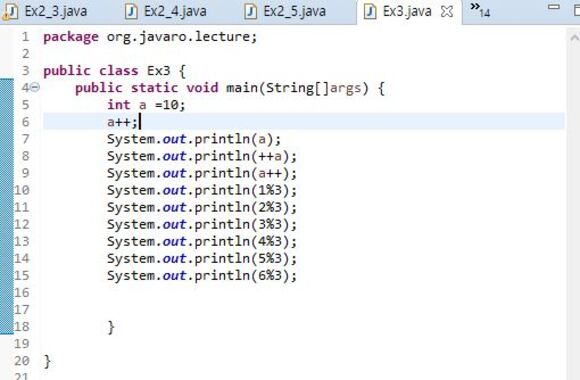 Ex2_3.java Ex2_4.java Ex2_5.java Ex3.java »14
1 package org.javaro.lecture;
2
3 public class Ex3 {
4 public static void main(String[]args) {
5 int a =10;
6 a++;
7 System.out.println(a);
8 System.out.println(++a);
9 System.out.println(a++);
10 System.out.println(1%3);
11 System.out.println(2%3);
12 System.out.println(3%3);
13 System.out.println(4%3);
14 System.out.println(5%3);
15 System.out.println(6%3);
16
17
18 }
19
20 }
21